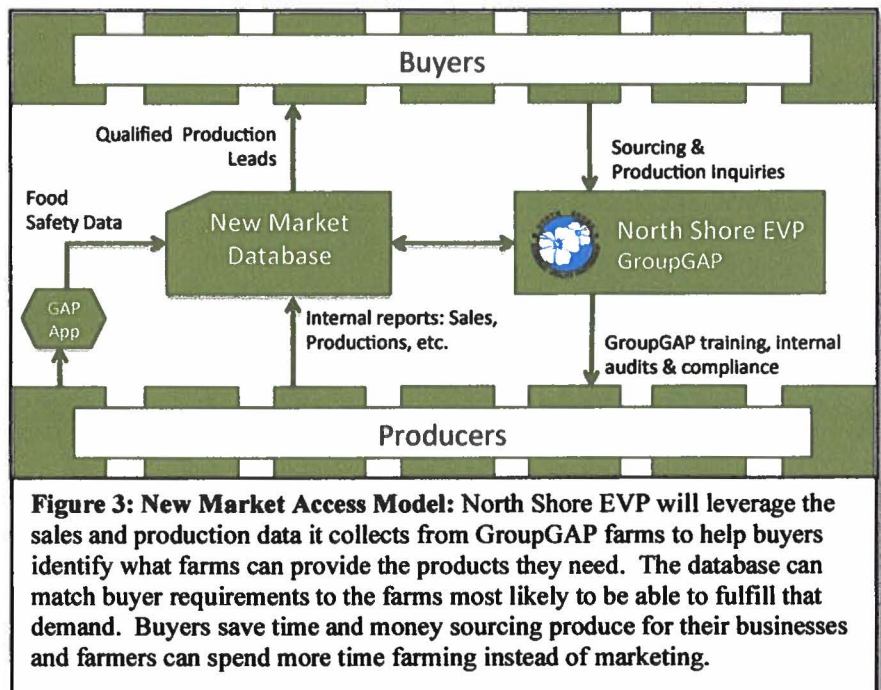 Buyers
Qualified Production
Leads
Sourcing &
Production Inquiries
Food
Safety Data
New Market
Database
North Shore EVP
GroupGAP
GAP
App
Internal reports: Sales,
Productions, etc.
GroupGAP training, internal
audits & compliance
Producers
Figure 3: New Market Access Model: North Shore EVP will leverage the
sales and production data it collects from GroupGAP farms to help buyers
identify what farms can provide the products they need. The database can
match buyer requirements to the farms most likely to be able to fulfill that
demand. Buyers save time and money sourcing produce for their businesses
and farmers can spend more time farming instead of marketing.